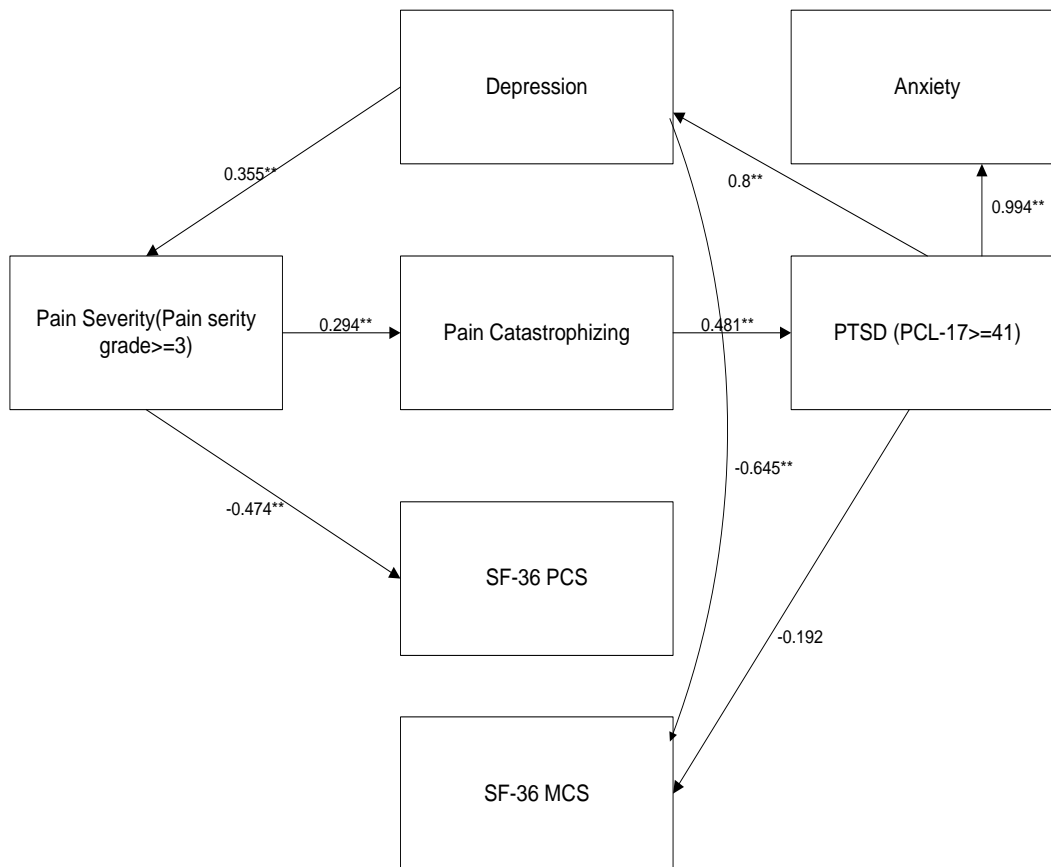 Depression
Anxiety
0.355**
0.8**
0.994**
Pain Severity(Pain serity
grade>=3)
0.294**
Pain Catastrophizing
0.481**
PTSD (PCL-17>=41)
-0.645**
-0.474**
SF-36 PCS
-0.192
SF-36 MCS